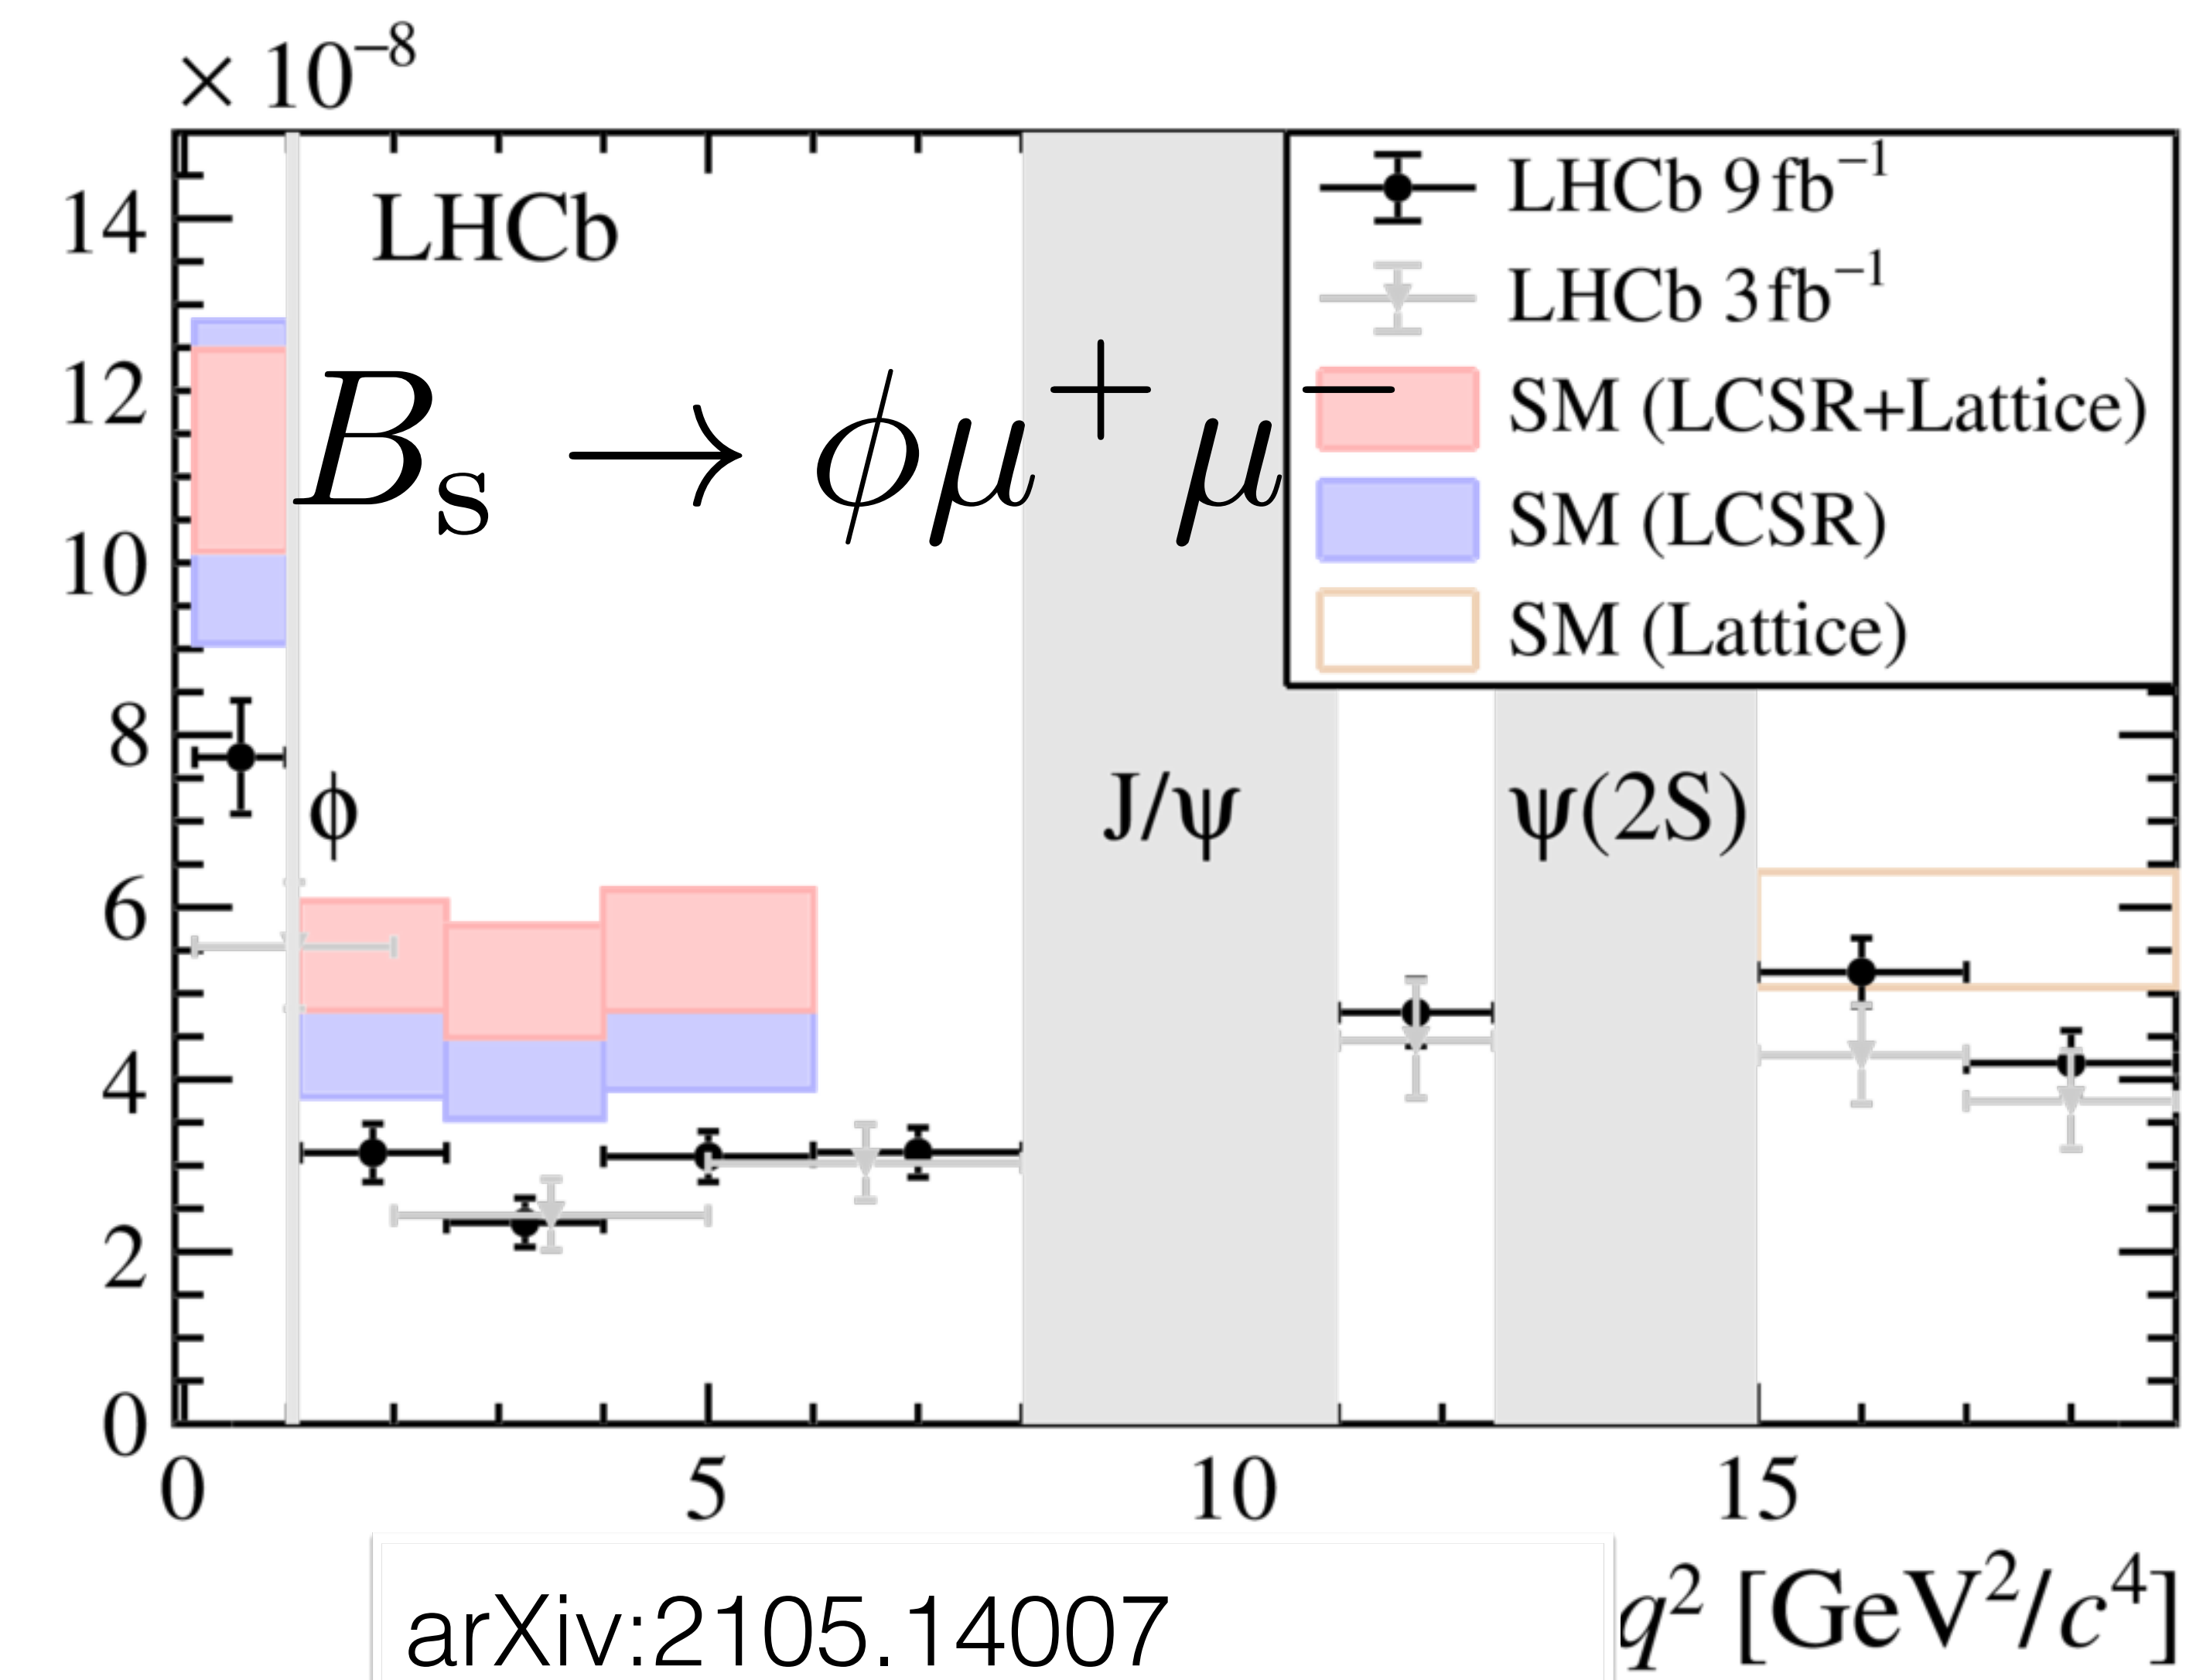 × 10⁻⁸
LHCb
LHCb 9 fb⁻¹
LHCb 3 fb⁻¹
SM (LCSR+Lattice)
SM (LCSR)
SM (Lattice)
B_s → ϕμ⁺μ⁻
14
12
10
8
6
4
2
0
ϕ
J/ψ
ψ(2S)
0 5 10 15
q² [GeV²/c⁴]
arXiv:2105.14007